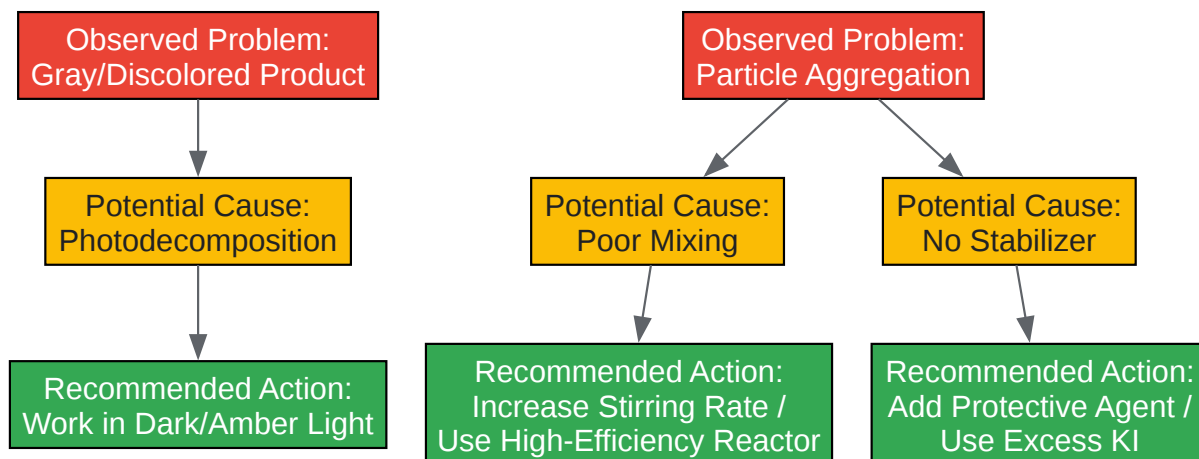 Observed Problem:
Gray/Discolored Product
Observed Problem:
Particle Aggregation
Potential Cause:
Photodecomposition
Potential Cause:
Poor Mixing
Potential Cause:
No Stabilizer
Recommended Action:
Work in Dark/Amber Light
Recommended Action:
Increase Stirring Rate /
Use High-Efficiency Reactor
Recommended Action:
Add Protective Agent /
Use Excess KI